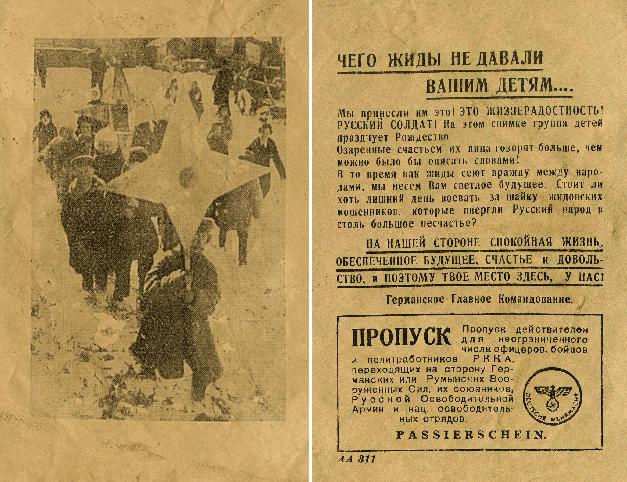 ЧЕГО ЖИДЫ НЕ ДАВАЛИ
ВАШИМ ДЕТЯМ....
Мы принесли им это! ЭТО ЖИЗНЕРАДОСТНОСТЬ!
РУССКИЙ СОЛДАТ! На этом снимке группа детей
празднует Рождество
Озаренные счастьем их лица говорят больше, чем
можно было бы описать словами!
В то время как жиды сеют вражду между наро-
дами, мы несем Вам светлое будущее. Стоит ли
хоть лишний день воевать за шайку жидовских
мошенников, которые ввергли Русский народ в
столь большое несчастье?
НА НАШЕЙ СТОРОНЕ СПОКОЙНАЯ ЖИЗНЬ,
ОБЕСПЕЧЕННОЕ БУДУЩЕЕ, СЧАСТЬЕ и ДОВОЛЬ-
СТВО, и ПОЭТОМУ ТВОЕ МЕСТО ЗДЕСЬ, У НАС!
Германское Главное Командование.
ПРОПУСК
Пропуск действителен
для неограниченного
числа офицеров, бойцов
и политработников Р.К.К.А.,
переходящих на сторону Гер-
манских или Румынских Воо-
руженных Сил, их союзников,
Русской Освободительной
Армии и нац. освободитель-
ных отрядов.
DEUTSCHE WEHRMACHT
PASSIERSCHEIN.
AA 811